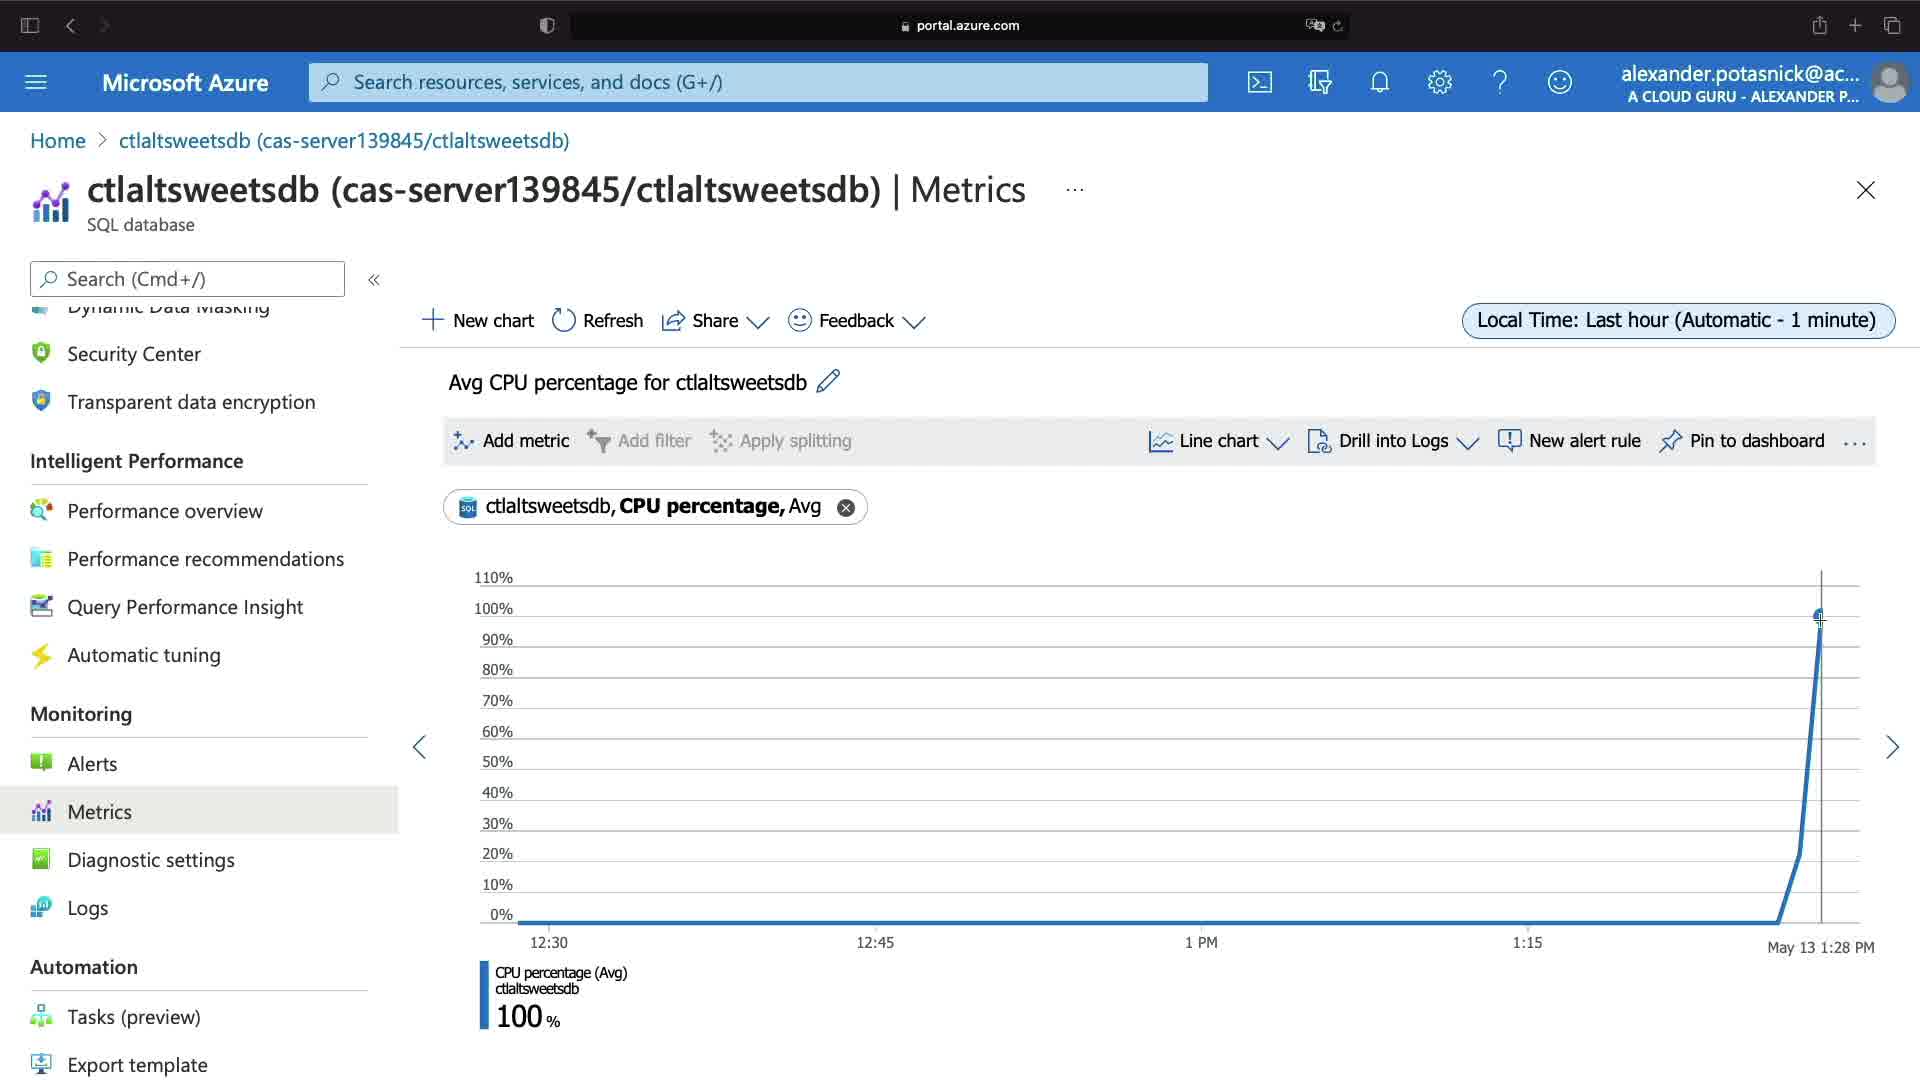 portal.azure.com
Microsoft Azure
Search resources, services, and docs (G+/)
alexander.potasnick@ac...
A CLOUD GURU - ALEXANDER P...
Home > ctlaltsweetsdb (cas-server139845/ctlaltsweetsdb)
ctlaltsweetsdb (cas-server139845/ctlaltsweetsdb) | Metrics ...
SQL database
Search (Cmd+/)
«
Dynamic Data Masking
Security Center
Transparent data encryption
Intelligent Performance
Performance overview
Performance recommendations
Query Performance Insight
Automatic tuning
Monitoring
Alerts
Metrics
Diagnostic settings
Logs
Automation
Tasks (preview)
Export template
New chart Refresh Share Feedback
Local Time: Last hour (Automatic - 1 minute)
Avg CPU percentage for ctlaltsweetsdb
Add metric Add filter Apply splitting Line chart Drill into Logs New alert rule Pin to dashboard ...
SQL ctlaltsweetsdb, CPU percentage, Avg
110%
100%
90%
80%
70%
60%
50%
40%
30%
20%
10%
0%
12:30 12:45 1 PM 1:15 May 13 1:28 PM
CPU percentage (Avg)
ctlaltsweetsdb
100 %